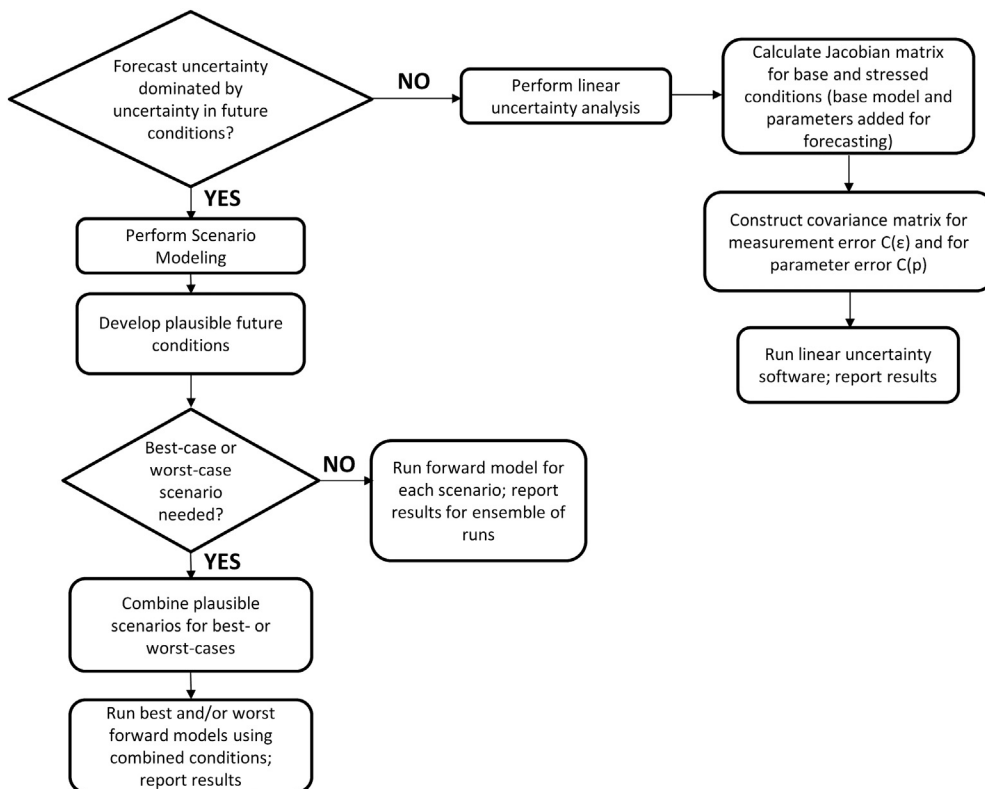 Forecast uncertainty
dominated by
uncertainty in future
conditions?
NO
Perform linear
uncertainty analysis
Calculate Jacobian matrix
for base and stressed
conditions (base model and
parameters added for
forecasting)
Construct covariance matrix for
measurement error C(ε) and for
parameter error C(p)
Run linear uncertainty
software; report results
YES
Perform Scenario
Modeling
Develop plausible future
conditions
Best-case or
worst-case
scenario
needed?
NO
Run forward model for
each scenario; report
results for ensemble of
runs
YES
Combine plausible
scenarios for best- or
worst-cases
Run best and/or worst
forward models using
combined conditions;
report results